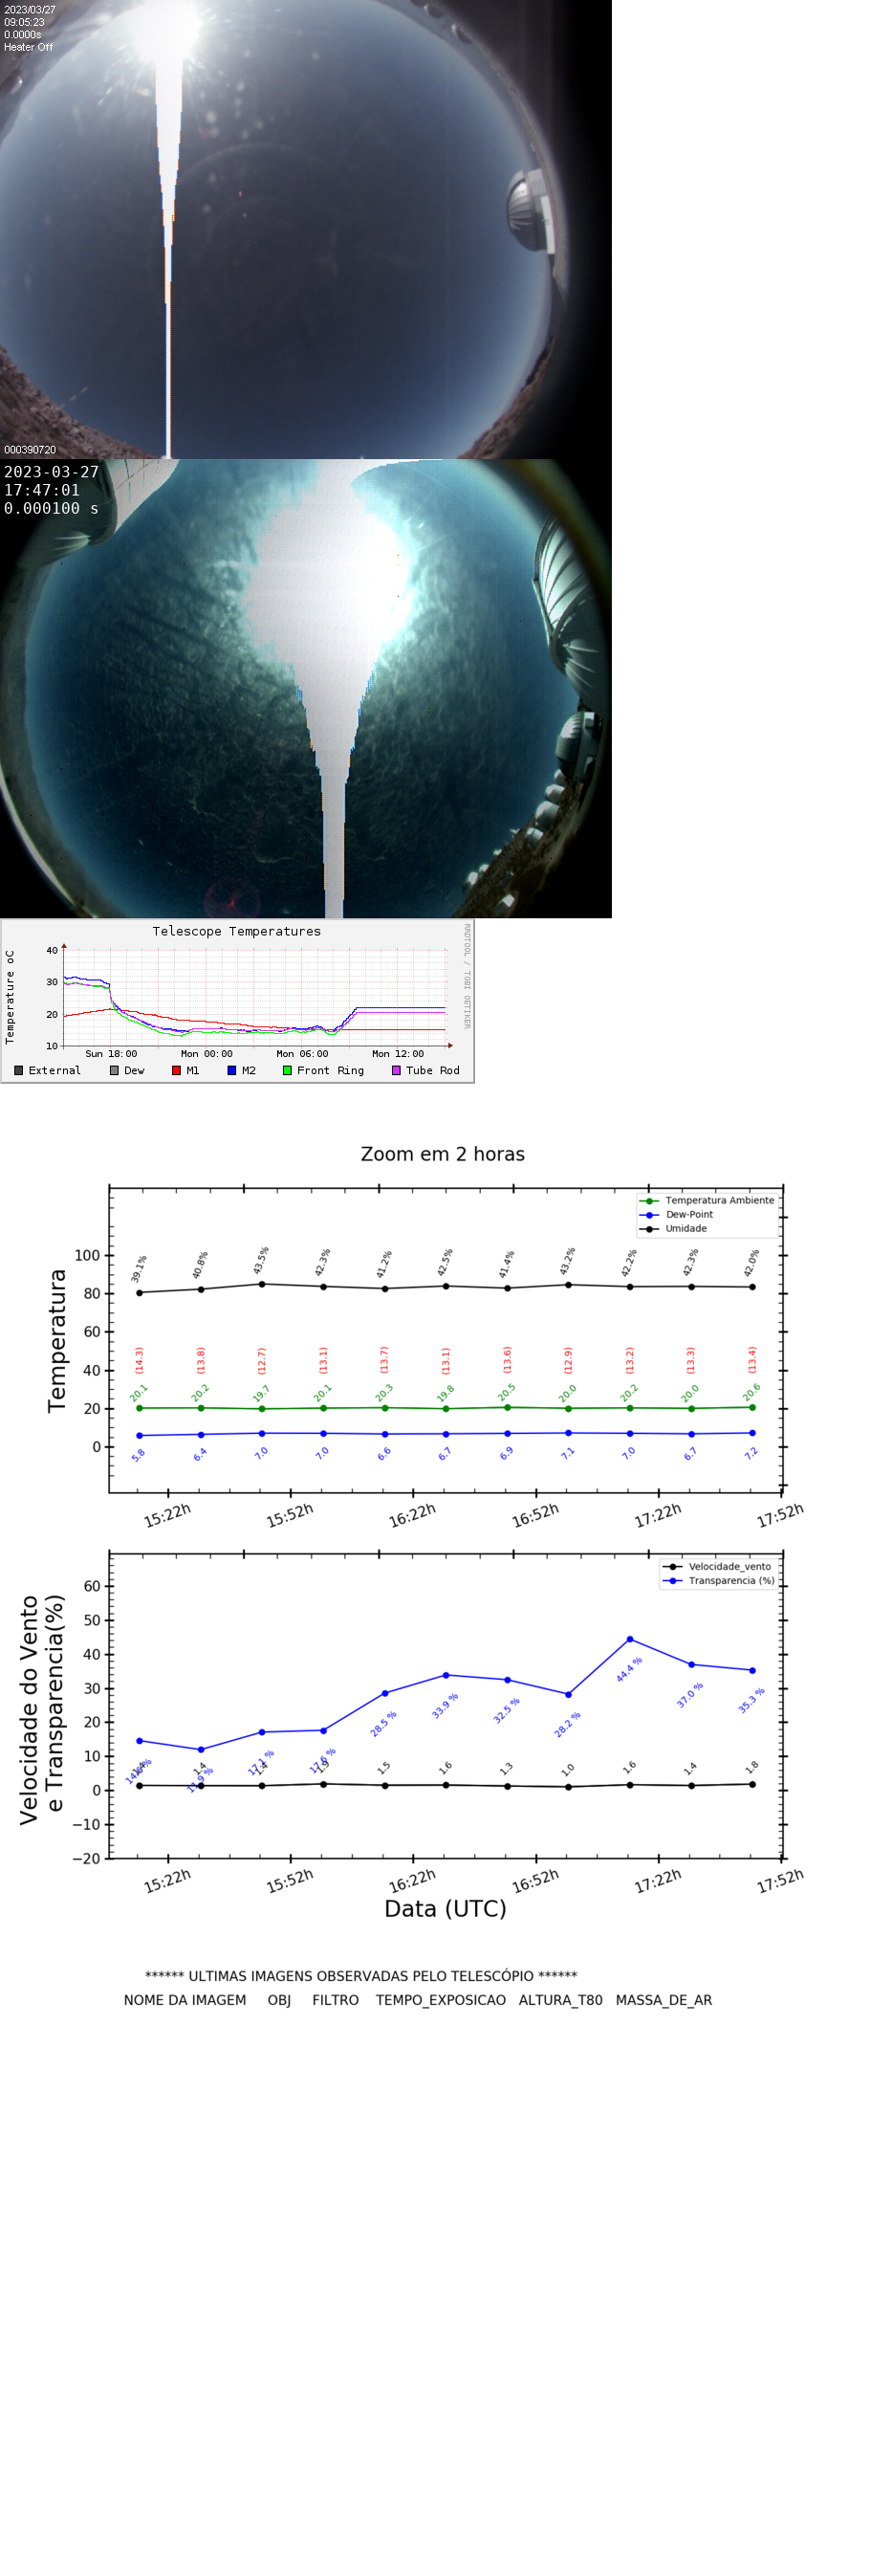 2023/03/27
09:05:23
0.0000s
Heater Off
000390720
2023-03-27
17:47:01
0.000100 s
Telescope Temperatures
RRDTOOL / TOBI OETIKER
Temperature oC
40
30
20
10
Sun 18:00 Mon 00:00 Mon 06:00 Mon 12:00
External Dew M1 M2 Front Ring Tube Rod
Zoom em 2 horas
Temperatura Ambiente
Dew-Point
Umidade
Temperatura
100
80
60
40
20
0
39.1% 40.8% 43.5% 42.3% 41.2% 42.5% 41.4% 43.2% 42.2% 42.3% 42.0%
(14.3) (13.8) (12.7) (13.1) (13.7) (13.1) (13.6) (12.9) (13.2) (13.3) (13.4)
20.1 20.2 19.7 20.1 20.3 19.8 20.5 20.0 20.2 20.0 20.6
5.8 6.4 7.0 7.0 6.6 6.7 6.9 7.1 7.0 6.7 7.2
15:22h 15:52h 16:22h 16:52h 17:22h 17:52h
Velocidade_vento
Transparencia (%)
Velocidade do Vento
e Transparencia(%)
60
50
40
30
20
10
0
−10
−20
17.1 % 28.5 % 33.9 % 32.5 % 28.2 % 44.4 % 37.0 % 35.3 %
1.4 1.4 1.5 1.6 1.3 1.0 1.6 1.4 1.8
15:22h 15:52h 16:22h 16:52h 17:22h 17:52h
Data (UTC)
****** ULTIMAS IMAGENS OBSERVADAS PELO TELESCÓPIO ******
NOME DA IMAGEM OBJ FILTRO TEMPO_EXPOSICAO ALTURA_T80 MASSA_DE_AR